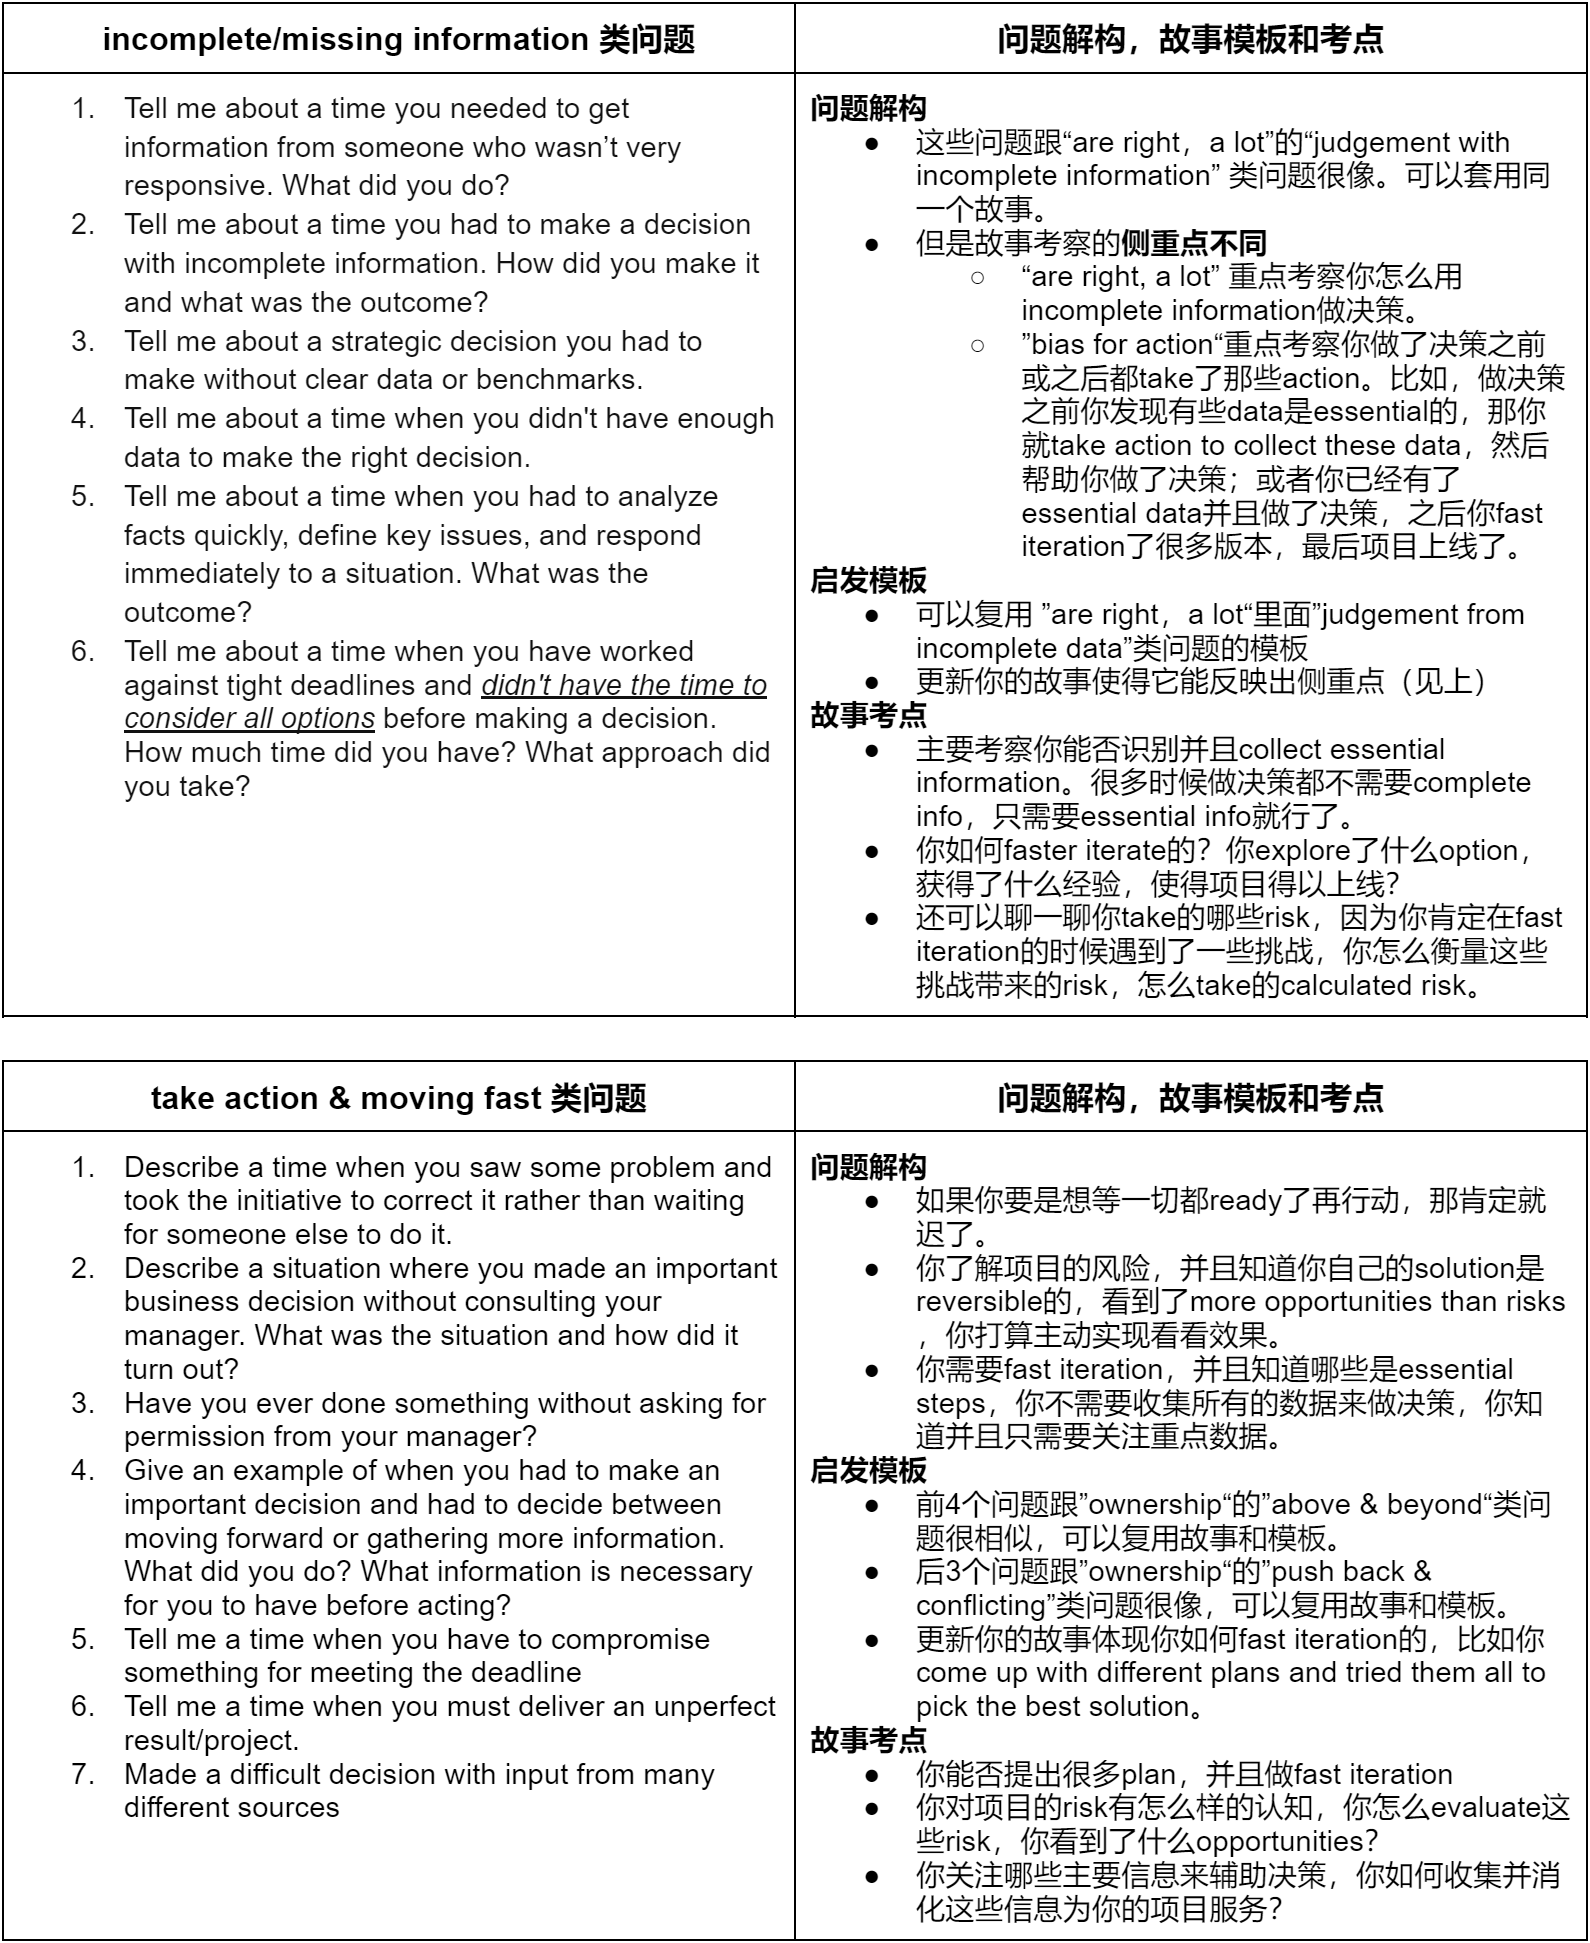 incomplete/missing information 类问题
问题解构，故事模板和考点
1. Tell me about a time you needed to get
information from someone who wasn’t very
responsive. What did you do?
2. Tell me about a time you had to make a decision
with incomplete information. How did you make it
and what was the outcome?
3. Tell me about a strategic decision you had to
make without clear data or benchmarks.
4. Tell me about a time when you didn't have enough
data to make the right decision.
5. Tell me about a time when you had to analyze
facts quickly, define key issues, and respond
immediately to a situation. What was the
outcome?
6. Tell me about a time when you have worked
against tight deadlines and didn't have the time to
consider all options before making a decision.
How much time did you have? What approach did
you take?
问题解构
● 这些问题跟“are right，a lot”的“judgement with
incomplete information” 类问题很像。可以套用同
一个故事。
● 但是故事考察的侧重点不同
○ “are right, a lot” 重点考察你怎么用
incomplete information做决策。
○ ”bias for action“重点考察你做了决策之前
或之后都take了那些action。比如，做决策
之前你发现有些data是essential的，那你
就take action to collect these data，然后
帮助你做了决策；或者你已经有了
essential data并且做了决策，之后你fast
iteration了很多版本，最后项目上线了。
启发模板
● 可以复用 ”are right，a lot“里面”judgement from
incomplete data”类问题的模板
● 更新你的故事使得它能反映出侧重点（见上）
故事考点
● 主要考察你能否识别并且collect essential
information。很多时候做决策都不需要complete
info，只需要essential info就行了。
● 你如何faster iterate的？你explore了什么option，
获得了什么经验，使得项目得以上线？
● 还可以聊一聊你take的哪些risk，因为你肯定在fast
iteration的时候遇到了一些挑战，你怎么衡量这些
挑战带来的risk，怎么take的calculated risk。
take action & moving fast 类问题
问题解构，故事模板和考点
1. Describe a time when you saw some problem and
took the initiative to correct it rather than waiting
for someone else to do it.
2. Describe a situation where you made an important
business decision without consulting your
manager. What was the situation and how did it
turn out?
3. Have you ever done something without asking for
permission from your manager?
4. Give an example of when you had to make an
important decision and had to decide between
moving forward or gathering more information.
What did you do? What information is necessary
for you to have before acting?
5. Tell me a time when you have to compromise
something for meeting the deadline
6. Tell me a time when you must deliver an unperfect
result/project.
7. Made a difficult decision with input from many
different sources
问题解构
● 如果你要是想等一切都ready了再行动，那肯定就
迟了。
● 你了解项目的风险，并且知道你自己的solution是
reversible的，看到了more opportunities than risks
，你打算主动实现看看效果。
● 你需要fast iteration，并且知道哪些是essential
steps，你不需要收集所有的数据来做决策，你知
道并且只需要关注重点数据。
启发模板
● 前4个问题跟”ownership“的”above & beyond“类问
题很相似，可以复用故事和模板。
● 后3个问题跟”ownership“的”push back &
conflicting”类问题很像，可以复用故事和模板。
● 更新你的故事体现你如何fast iteration的，比如你
come up with different plans and tried them all to
pick the best solution。
故事考点
● 你能否提出很多plan，并且做fast iteration
● 你对项目的risk有怎么样的认知，你怎么evaluate这
些risk，你看到了什么opportunities？
● 你关注哪些主要信息来辅助决策，你如何收集并消
化这些信息为你的项目服务？